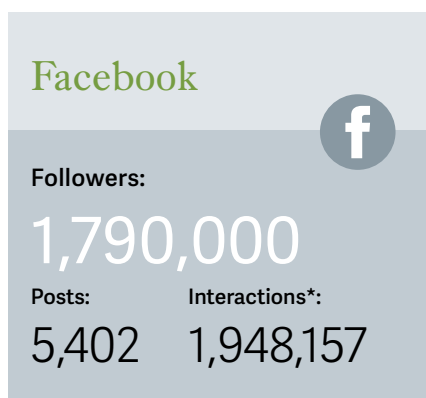 Facebook
f
Followers:
1,790,000
Posts: Interactions*:
5,402 1,948,157